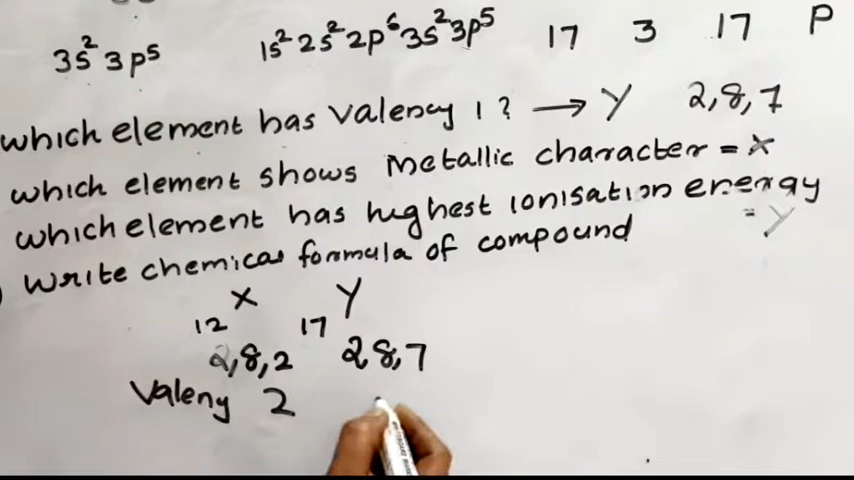 3s² 3p⁵ 1s² 2s² 2p⁶ 3s² 3p⁵ 17 3 17 P
which element has valency 1 ? → Y 2,8,7
which element shows metallic character = X
which element has highest ionisation energy
= Y
Write chemical formula of compound
X Y
12 17
2,8,2 28,7
Valeny 2